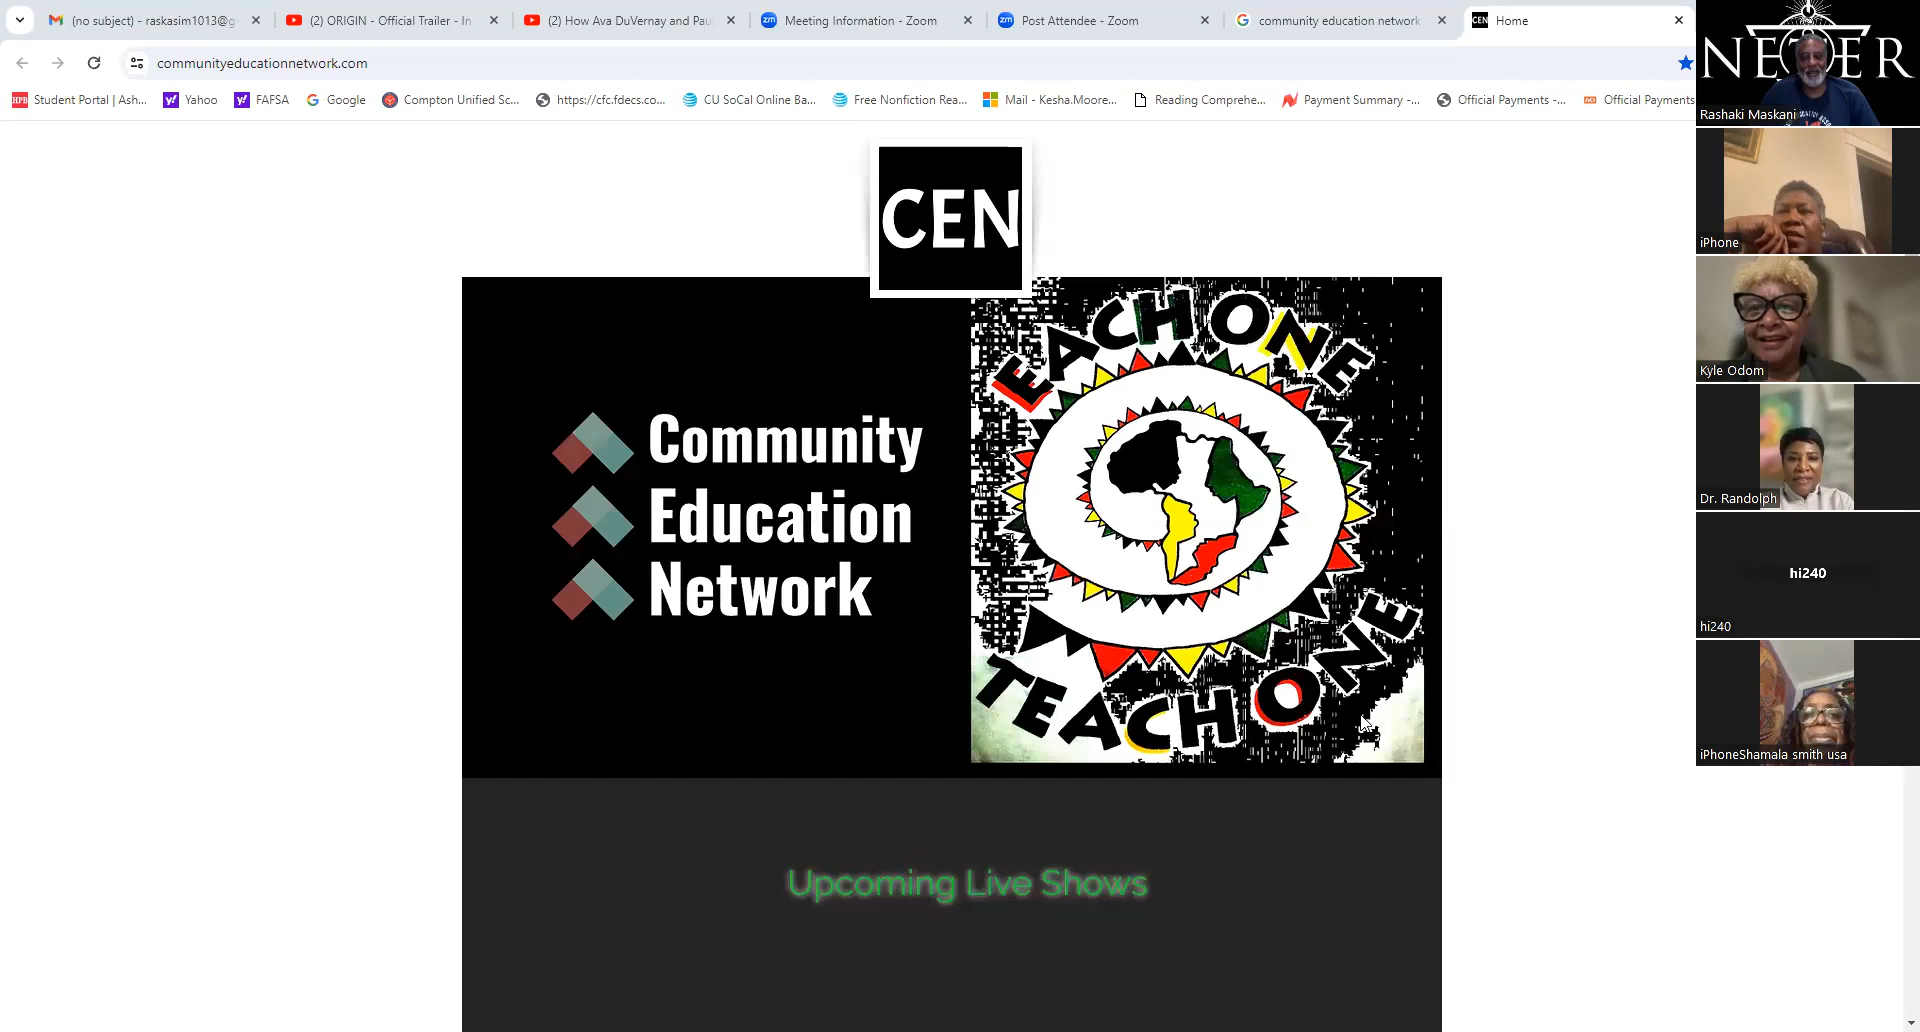 (no subject) - raskasim1013@g
(2) ORIGIN - Official Trailer - In
(2) How Ava DuVernay and Pau
zm Meeting Information - Zoom
zm Post Attendee - Zoom
G community education network
CEN Home
communityeducationnetwork.com
HPB Student Portal | Ash...
y! Yahoo
y! FAFSA
G Google
Compton Unified Sc...
https://cfc.fdecs.co...
CU SoCal Online Ba...
Free Nonfiction Rea...
Mail - Kesha.Moore...
Reading Comprehe...
Payment Summary -...
Official Payments -...
Official Payments
CEN
Community
Education
Network
EACH ONE
TEACH ONE
Upcoming Live Shows
NETER
Rashaki Maskani
iPhone
Kyle Odom
Dr. Randolph
hi240
hi240
iPhoneShamala smith usa